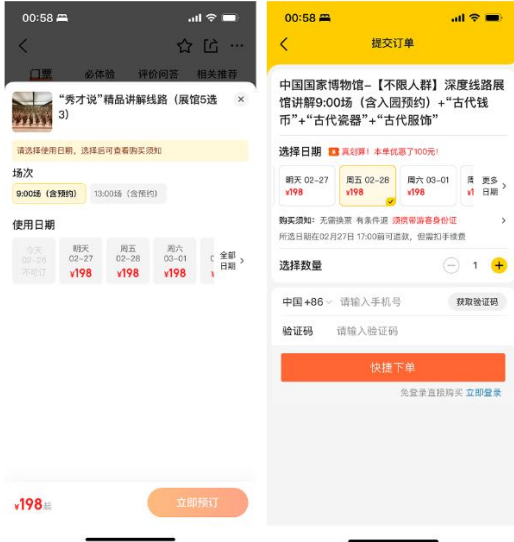 00:58
门票 必体验 评价问答 相关推荐
“秀才说”精品讲解线路（展馆5选
3）
×
请选择使用日期，选择后可查看购买须知
场次
9:00场（含预约） 13:00场（含预约）
使用日期
今天
02-26
不可订
明天
02-27
¥198
周五
02-28
¥198
周六
03-01
¥198
全部
日期
¥198起
立即预订
00:58
提交订单
中国国家博物馆-【不限人群】深度线路展
馆讲解9:00场（含入园预约）+“古代钱
币”+“古代瓷器”+“古代服饰”
选择日期 真划算！本单优惠了100元！
明天 02-27
¥198
周五 02-28
¥198
周六 03-01
¥198
更多
日期
购买须知：无需换票 有条件退 须携带游客身份证
所选日期在02月27日 17:00前可退款，但需扣手续费
选择数量 1
中国 +86 请输入手机号 获取验证码
验证码 请输入验证码
快捷下单
免登录直接购买 立即登录